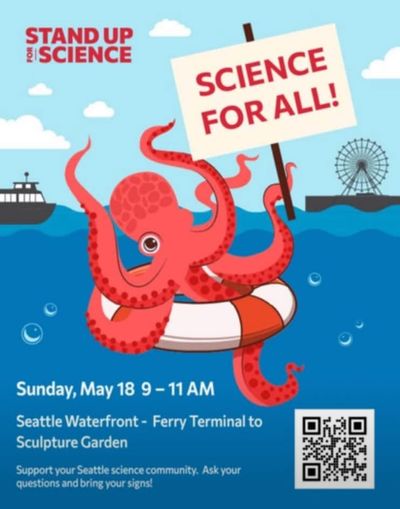 STAND UP
FOR SCIENCE
SCIENCE
FOR ALL!
Sunday, May 18 9 – 11 AM
Seattle Waterfront - Ferry Terminal to
Sculpture Garden
Support your Seattle science community. Ask your
questions and bring your signs!